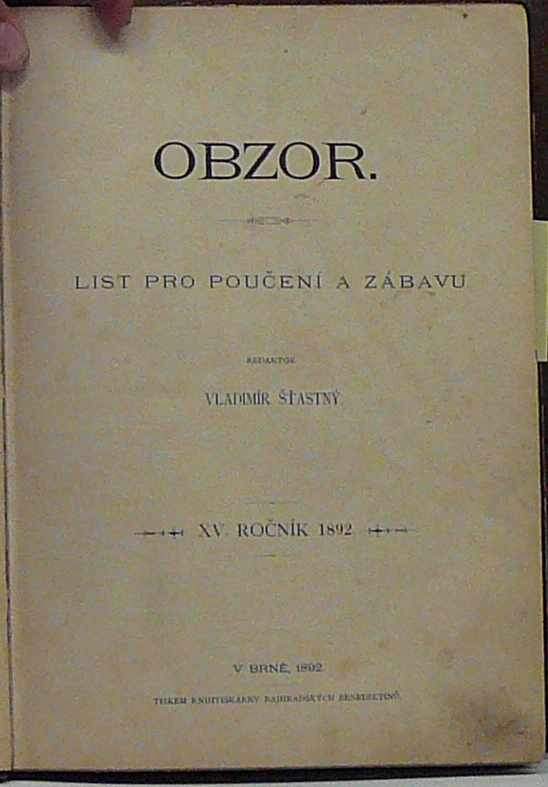 OBZOR.
LIST PRO POUČENÍ A ZÁBAVU
REDAKTOR
VLADIMÍR ŠŤASTNÝ
XV. ROČNÍK 1892
V BRNĚ, 1892
TISKEM KNIHTISKÁRNY RAJHRADSKÝCH BENEDIKTINŮ.